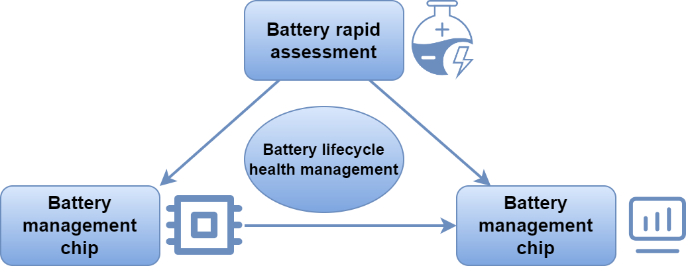 Battery rapid
assessment
Battery lifecycle
health management
Battery
management
chip
Battery
management
chip